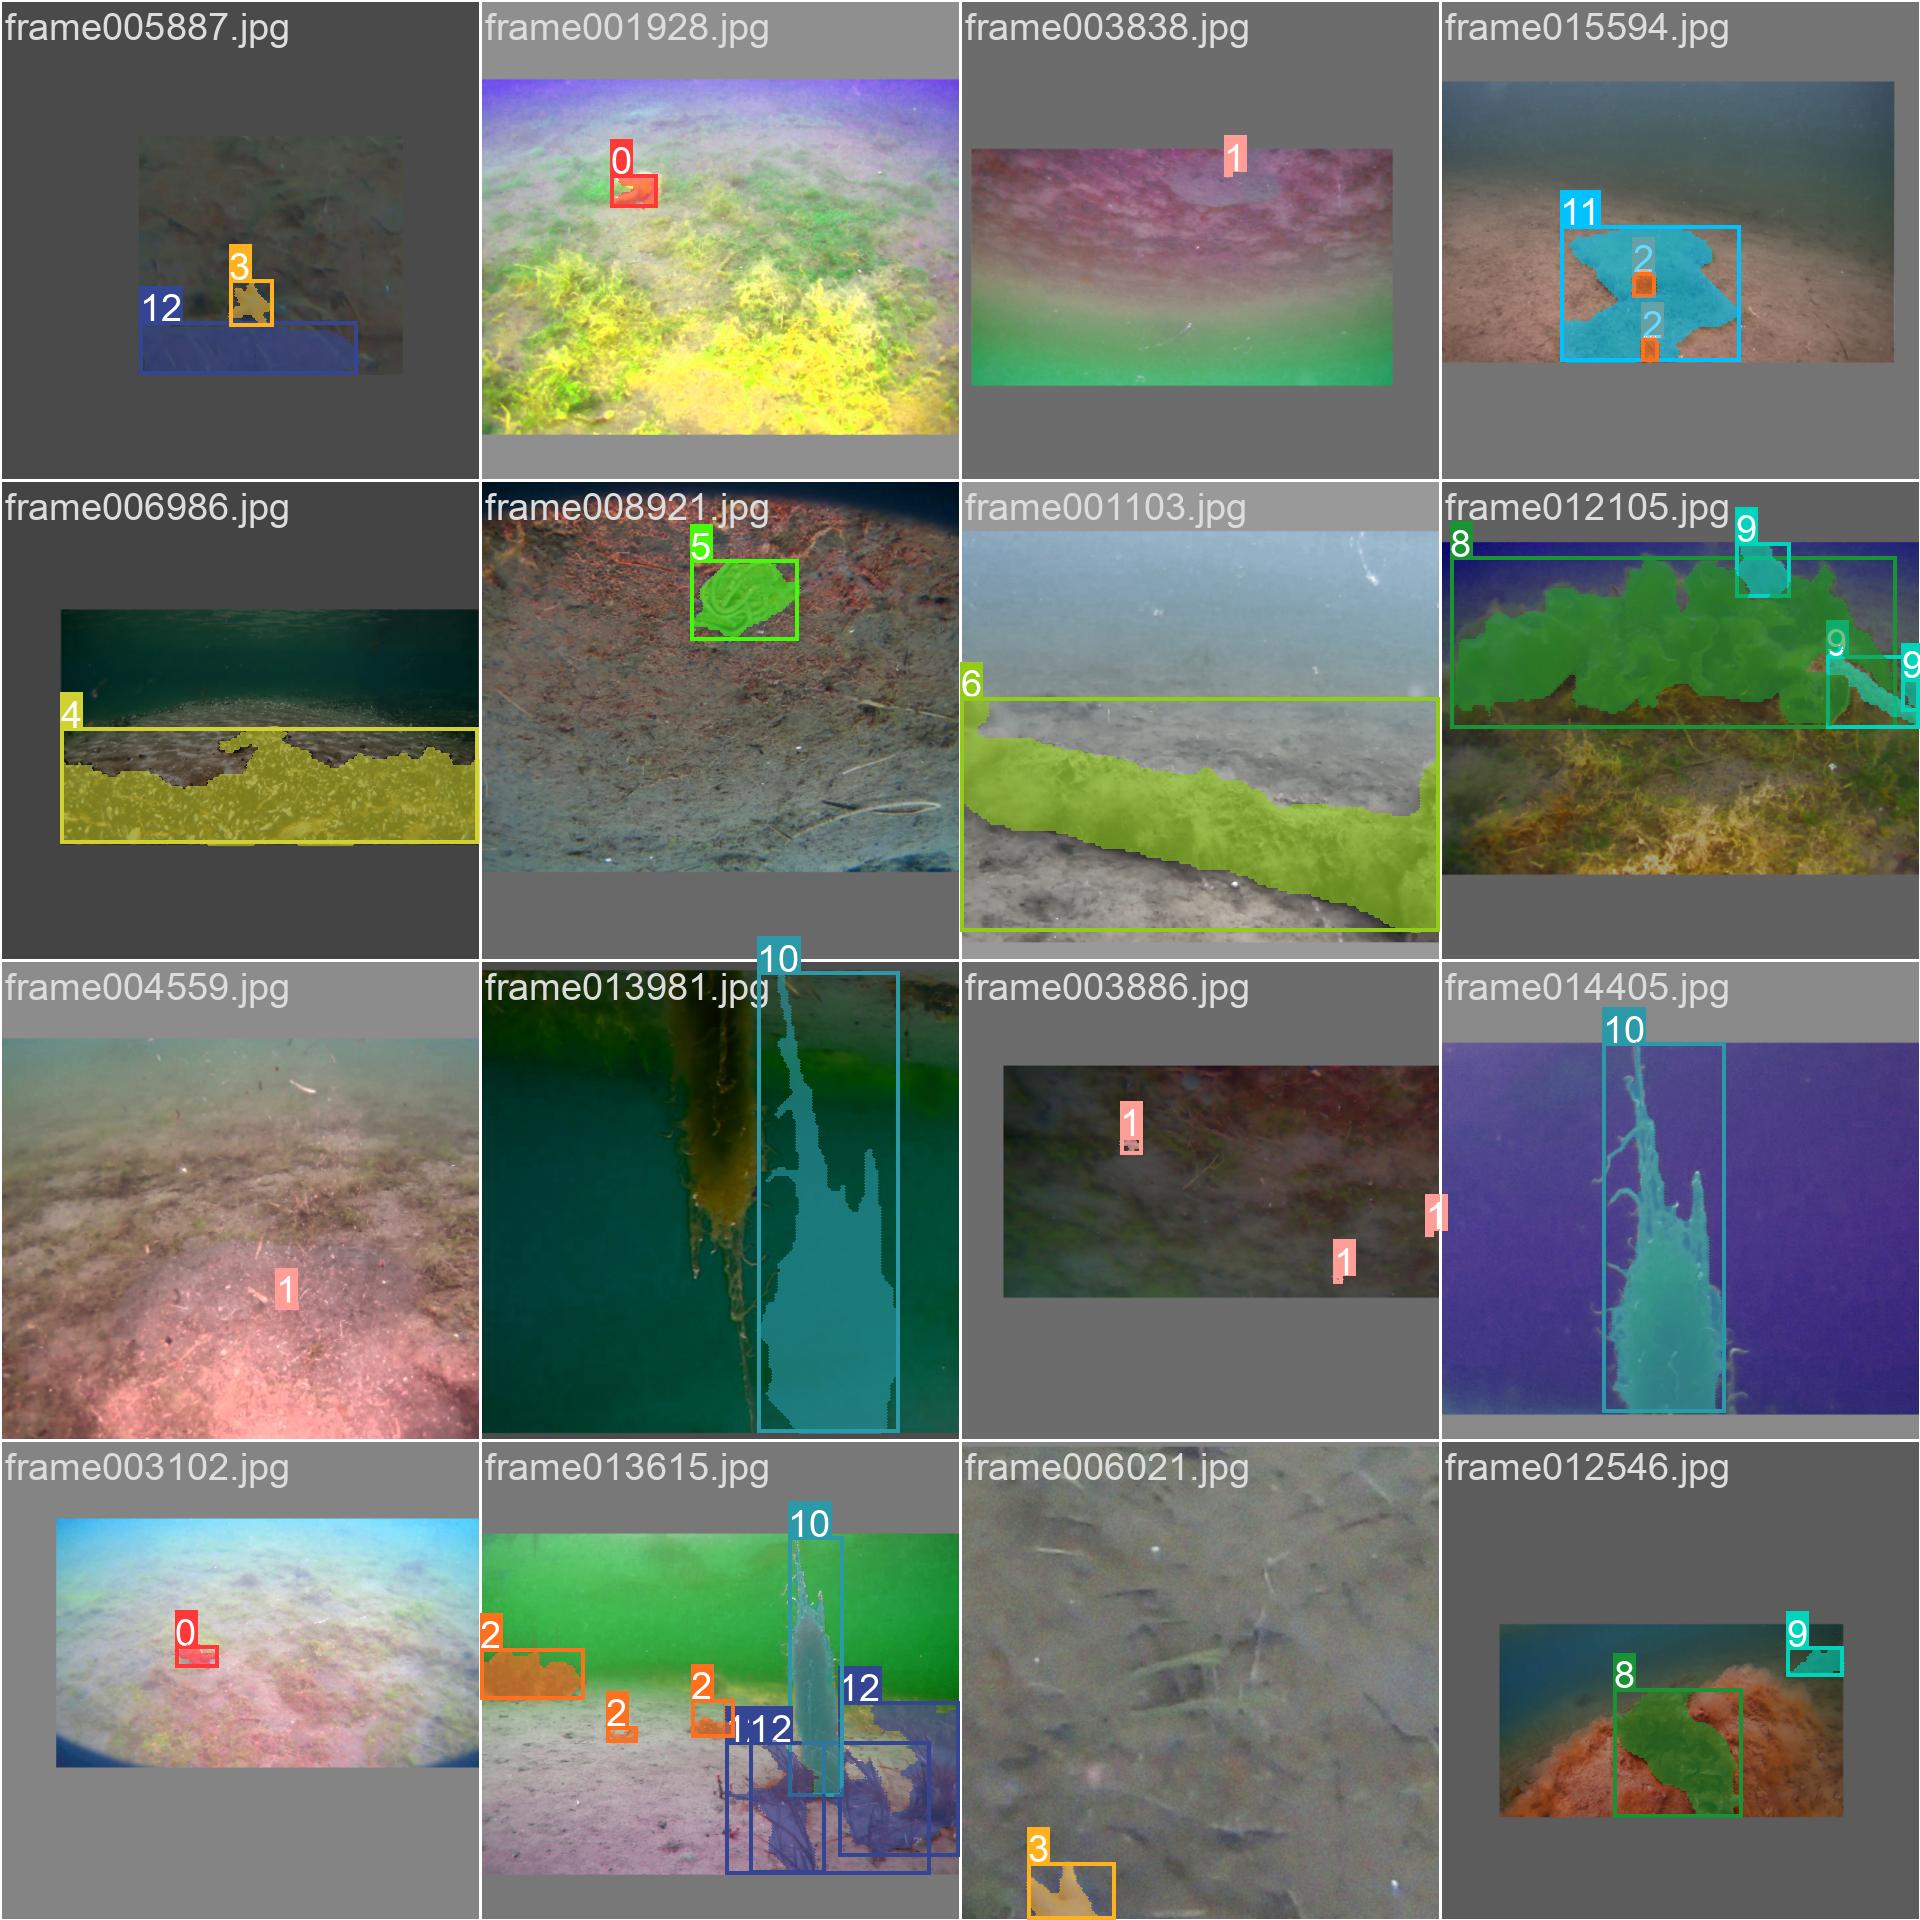 frame005887.jpg
frame001928.jpg
frame003838.jpg
frame015594.jpg
3
12
0
1
11
2
2
frame006986.jpg
frame008921.jpg
frame001103.jpg
frame012105.jpg
4
5
6
8
9
9
9
frame004559.jpg
frame013981.jpg
frame003886.jpg
frame014405.jpg
1
10
1
1
1
10
frame003102.jpg
frame013615.jpg
frame006021.jpg
frame012546.jpg
0
10
2
2
2
12
12
3
8
9